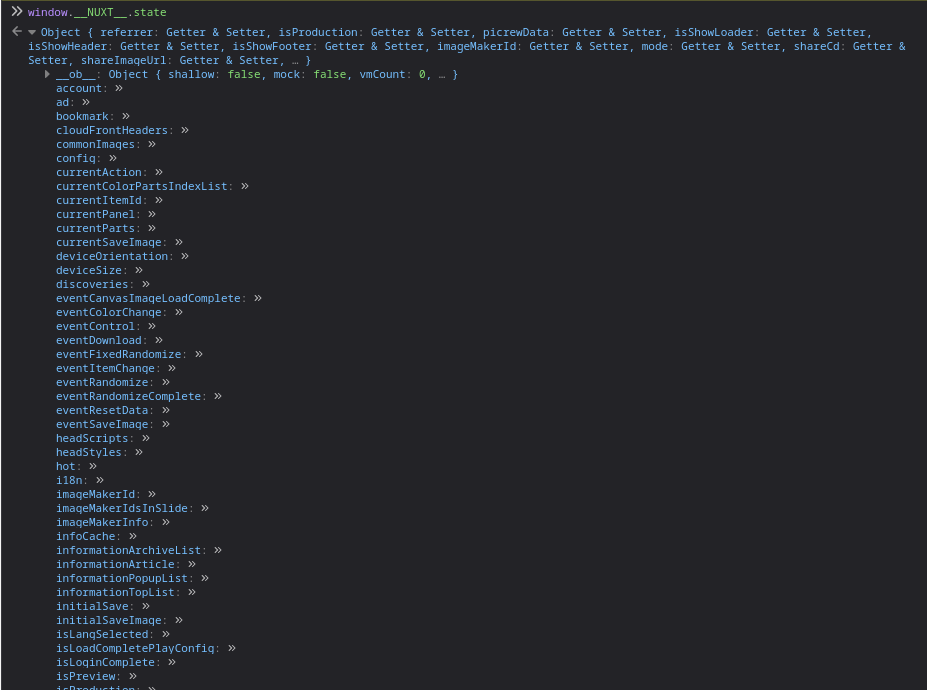 window.__NUXT__.state
Object { referrer: Getter & Setter, isProduction: Getter & Setter, picrewData: Getter & Setter, isShowLoader: Getter & Setter,
isShowHeader: Getter & Setter, isShowFooter: Getter & Setter, imageMakerId: Getter & Setter, mode: Getter & Setter, shareCd: Getter &
Setter, shareImageUrl: Getter & Setter, … }
__ob__: Object { shallow: false, mock: false, vmCount: 0, … }
account: »
ad: »
bookmark: »
cloudFrontHeaders: »
commonImages: »
config: »
currentAction: »
currentColorPartsIndexList: »
currentItemId: »
currentPanel: »
currentParts: »
currentSaveImage: »
deviceOrientation: »
deviceSize: »
discoveries: »
eventCanvasImageLoadComplete: »
eventColorChange: »
eventControl: »
eventDownload: »
eventFixedRandomize: »
eventItemChange: »
eventRandomize: »
eventRandomizeComplete: »
eventResetData: »
eventSaveImage: »
headScripts: »
headStyles: »
hot: »
i18n: »
imageMakerId: »
imageMakerIdsInSlide: »
imageMakerInfo: »
infoCache: »
informationArchiveList: »
informationArticle: »
informationPopupList: »
informationTopList: »
initialSave: »
initialSaveImage: »
isLangSelected: »
isLoadCompletePlayConfig: »
isLoginComplete: »
isPreview: »
isProduction: »